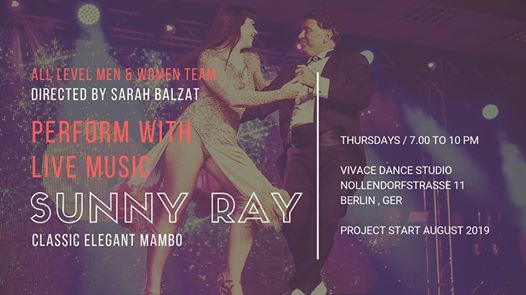 ALL LEVEL MEN & WOMEN TEAM
DIRECTED BY SARAH BALZAT
PERFORM WITH
LIVE MUSIC
SUNNY RAY
CLASSIC ELEGANT MAMBO
THURSDAYS / 7.00 TO 10 PM
VIVACE DANCE STUDIO
NOLLENDORFSTRASSE 11
BERLIN , GER
PROJECT START AUGUST 2019